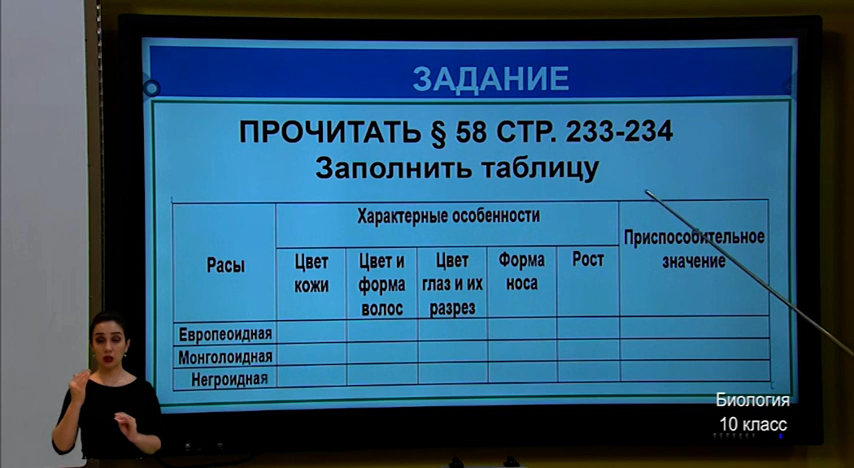 ЗАДАНИЕ
ПРОЧИТАТЬ § 58 СТР. 233-234
Заполнить таблицу
Расы
Характерные особенности
Приспособительное
значение
Цвет
кожи
Цвет и
форма
волос
Цвет
глаз и их
разрез
Форма
носа
Рост
Европеоидная
Монголоидная
Негроидная
Биология
10 класс